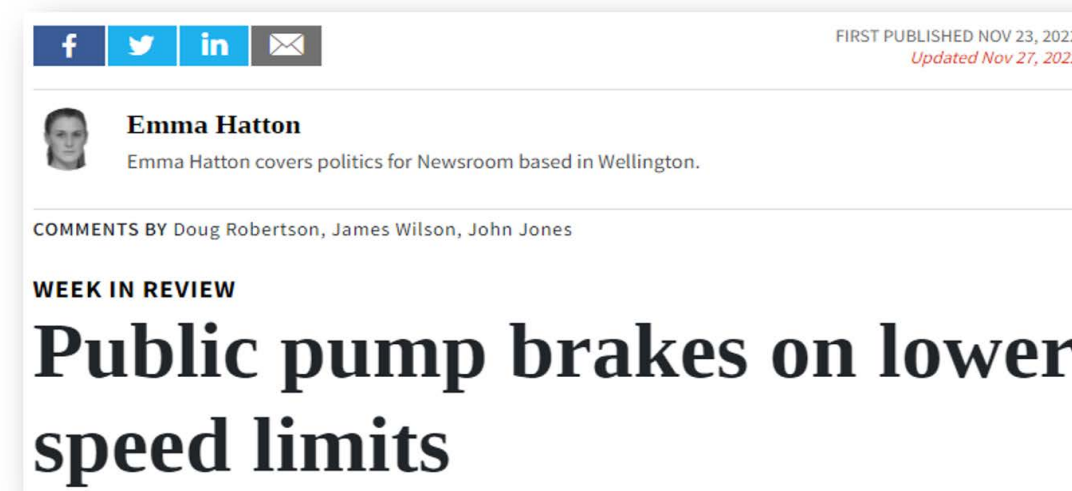 FIRST PUBLISHED NOV 23, 202
Updated Nov 27, 202
Emma Hatton
Emma Hatton covers politics for Newsroom based in Wellington.
COMMENTS BY Doug Robertson, James Wilson, John Jones
WEEK IN REVIEW
Public pump brakes on lower
speed limits